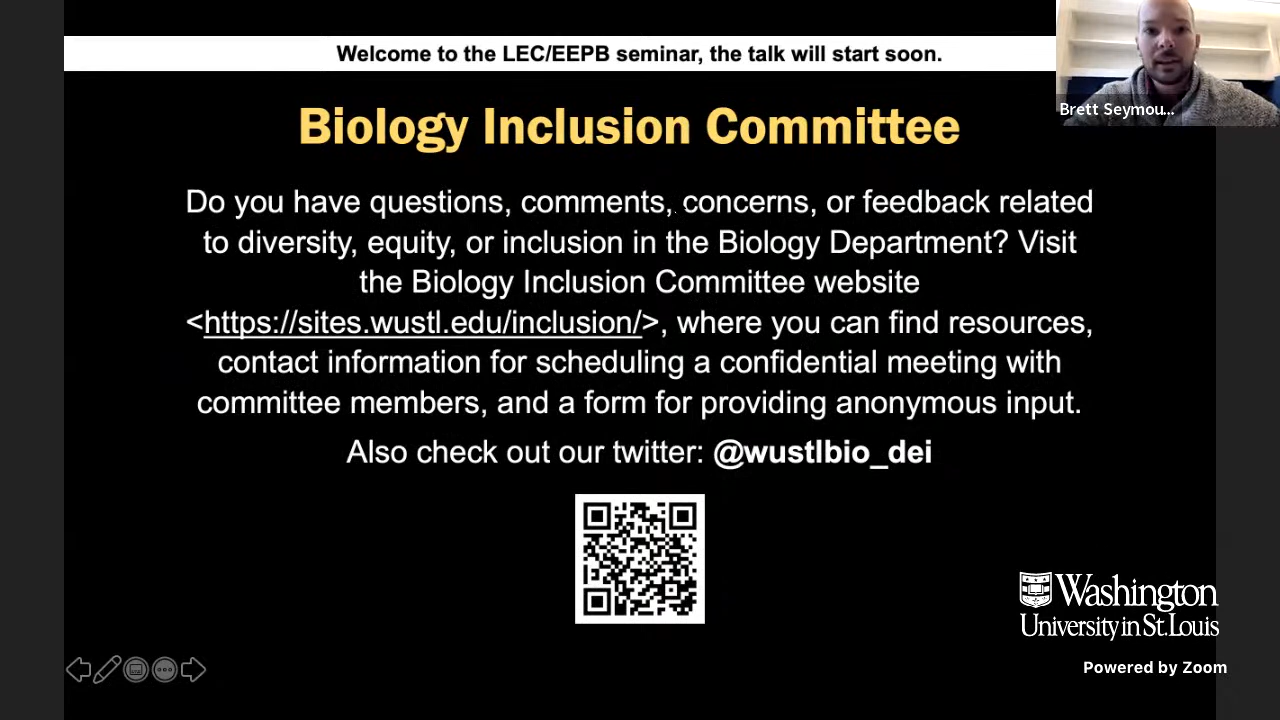 Welcome to the LEC/EEPB seminar, the talk will start soon.
Brett Seymou...
Biology Inclusion Committee
Do you have questions, comments, concerns, or feedback related
to diversity, equity, or inclusion in the Biology Department? Visit
the Biology Inclusion Committee website
<https://sites.wustl.edu/inclusion/>, where you can find resources,
contact information for scheduling a confidential meeting with
committee members, and a form for providing anonymous input.
Also check out our twitter: @wustlbio_dei
Washington
University in St. Louis
Powered by Zoom